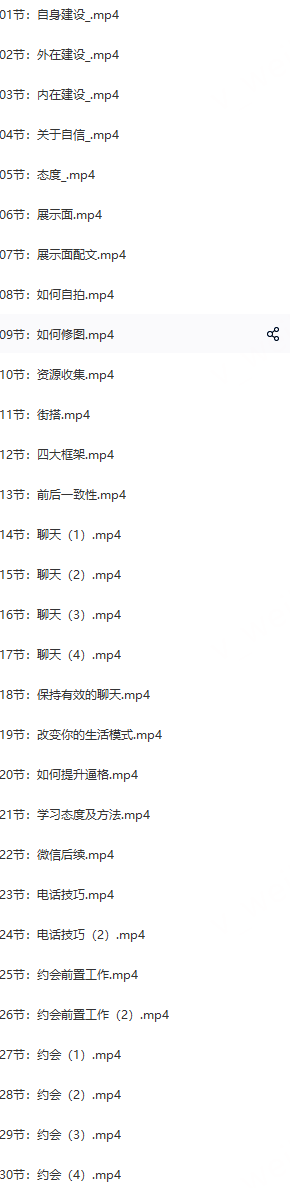 01节：自身建设_.mp4
02节：外在建设_.mp4
03节：内在建设_.mp4
04节：关于自信_.mp4
05节：态度_.mp4
06节：展示面.mp4
07节：展示面配文.mp4
08节：如何自拍.mp4
09节：如何修图.mp4
10节：资源收集.mp4
11节：街搭.mp4
12节：四大框架.mp4
13节：前后一致性.mp4
14节：聊天（1）.mp4
15节：聊天（2）.mp4
16节：聊天（3）.mp4
17节：聊天（4）.mp4
18节：保持有效的聊天.mp4
19节：改变你的生活模式.mp4
20节：如何提升逼格.mp4
21节：学习态度及方法.mp4
22节：微信后续.mp4
23节：电话技巧.mp4
24节：电话技巧（2）.mp4
25节：约会前置工作.mp4
26节：约会前置工作（2）.mp4
27节：约会（1）.mp4
28节：约会（2）.mp4
29节：约会（3）.mp4
30节：约会（4）.mp4